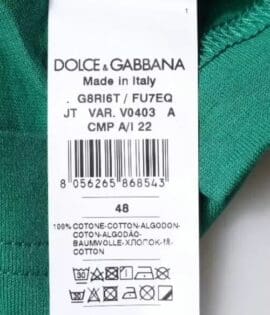 DOLCE & GABBANA
Made in Italy
. G8RI6T / FU7EQ
JT VAR. V0403 A
CMP A/I 22
8 056265 868543
48
100% COTONE-COTTON-ALGODON-
COTON-ALGODÃO-
BAUMWOLLE-ХЛОПОК-棉-
COTTON